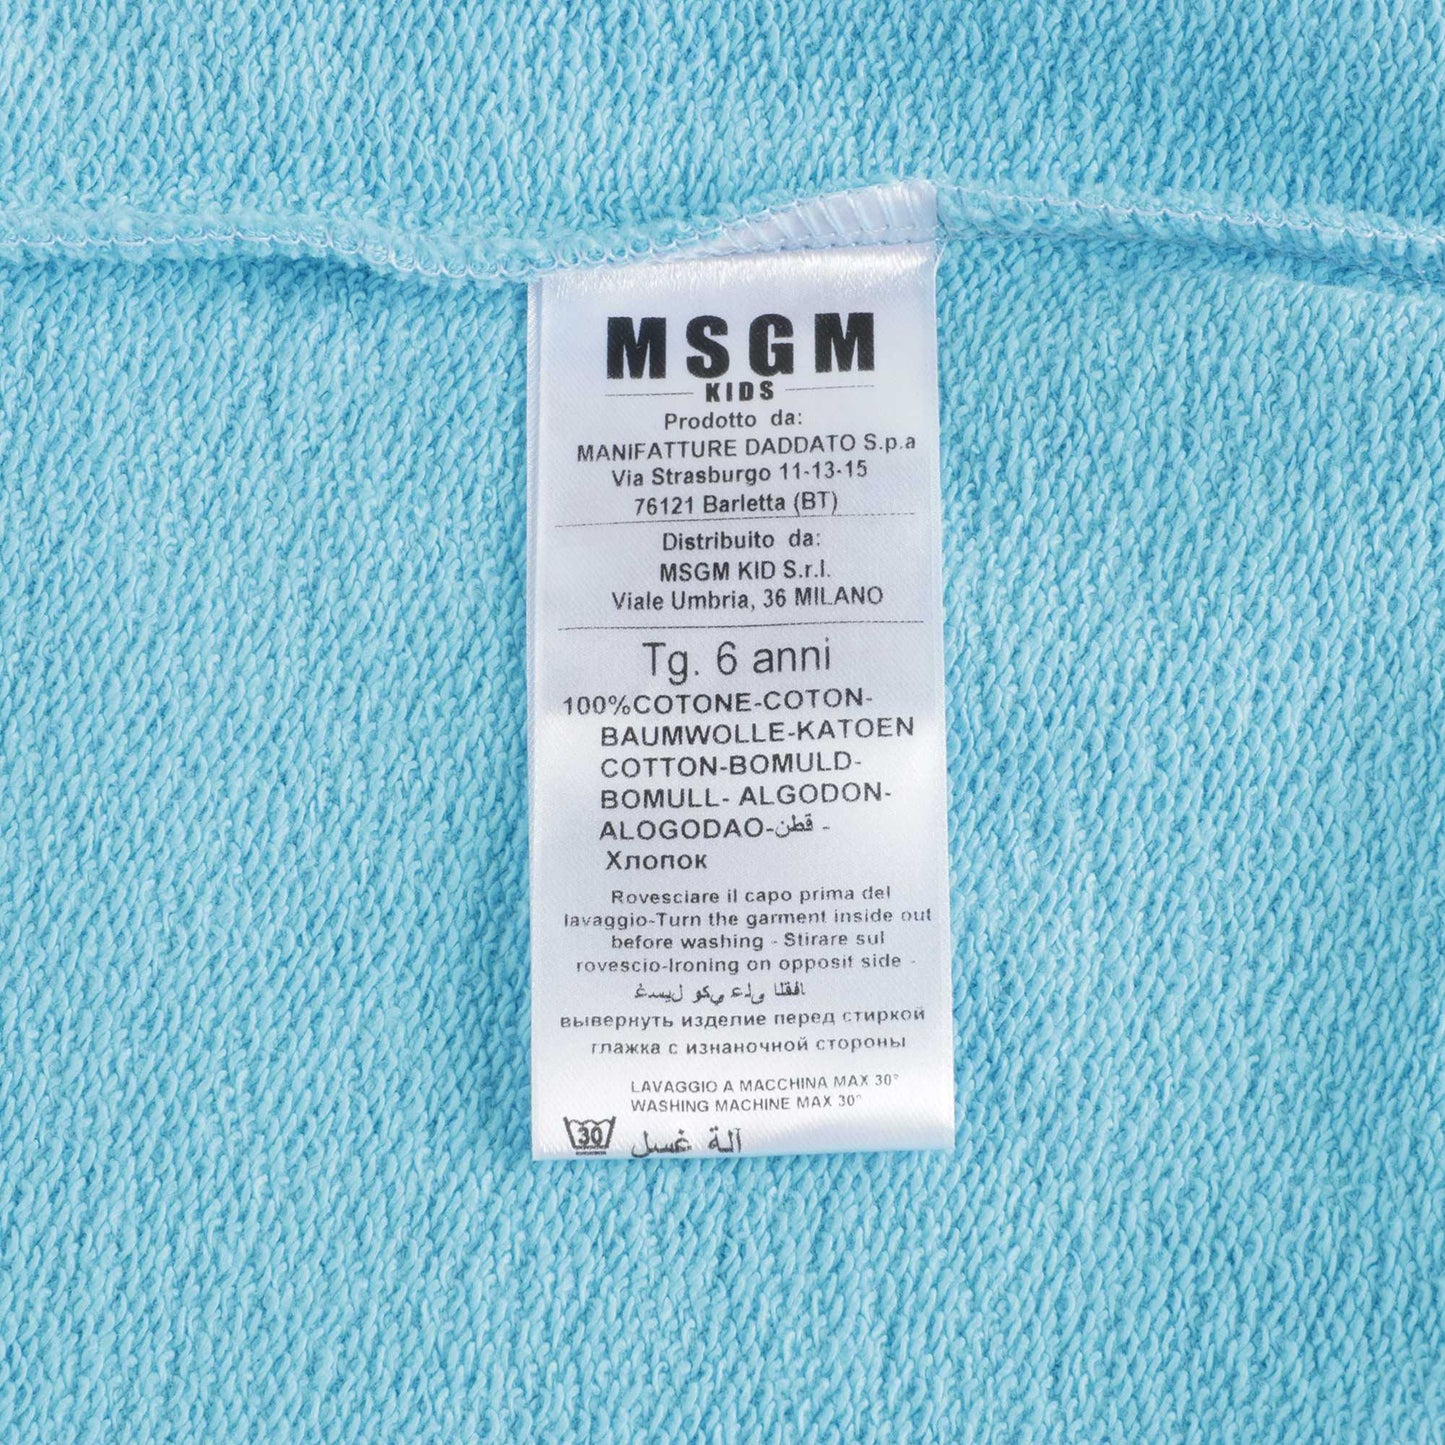 MSGM
KIDS
Prodotto da:
MANIFATTURE DADDATO S.p.a
Via Strasburgo 11-13-15
76121 Barletta (BT)
Distribuito da:
MSGM KID S.r.l.
Viale Umbria, 36 MILANO
Tg. 6 anni
100%COTONE-COTON-
BAUMWOLLE-KATOEN
COTTON-BOMULD-
BOMULL- ALGODON-
ALOGODAO-قطن -
Хлопок
Rovesciare il capo prima del
lavaggio-Turn the garment inside out
before washing - Stirare sul
rovescio-Ironing on opposit side -
вывернуть изделие перед стиркой
глажка с изнаночной стороны
LAVAGGIO A MACCHINA MAX 30°
WASHING MACHINE MAX 30°
30 آلة غسل